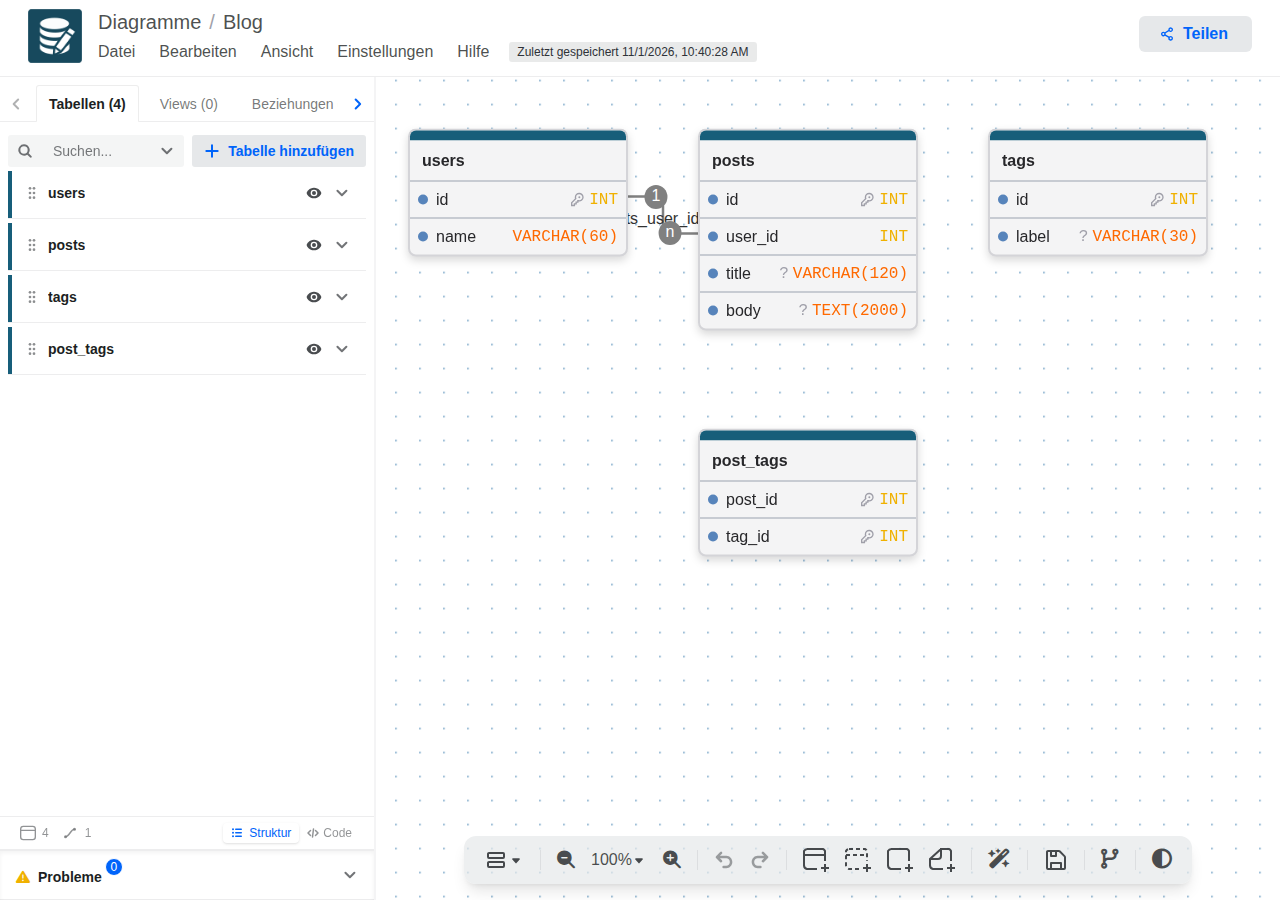 Diagramme / Blog
Datei Bearbeiten Ansicht Einstellungen Hilfe Zuletzt gespeichert 11/1/2026, 10:40:28 AM
Teilen
Tabellen (4) Views (0) Beziehungen
Suchen... Tabelle hinzufügen
users
posts
tags
post_tags
users
id INT
name VARCHAR(60)
1
ts_user_id
n
posts
id INT
user_id INT
title ? VARCHAR(120)
body ? TEXT(2000)
tags
id INT
label ? VARCHAR(30)
post_tags
post_id INT
tag_id INT
4 1 Struktur Code
Probleme 0
100%